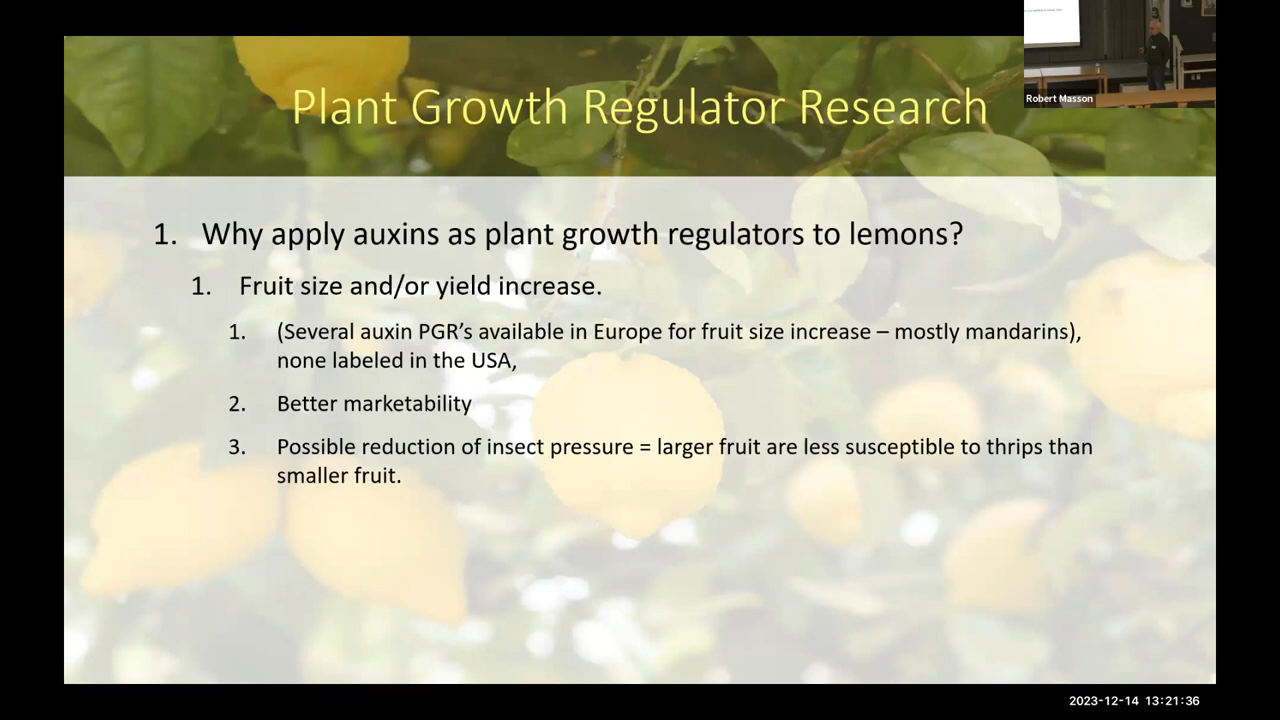 Plant Growth Regulator Research
Robert Masson
1. Why apply auxins as plant growth regulators to lemons?
1. Fruit size and/or yield increase.
1. (Several auxin PGR’s available in Europe for fruit size increase – mostly mandarins),
none labeled in the USA,
2. Better marketability
3. Possible reduction of insect pressure = larger fruit are less susceptible to thrips than
smaller fruit.
2023-12-14 13:21:36